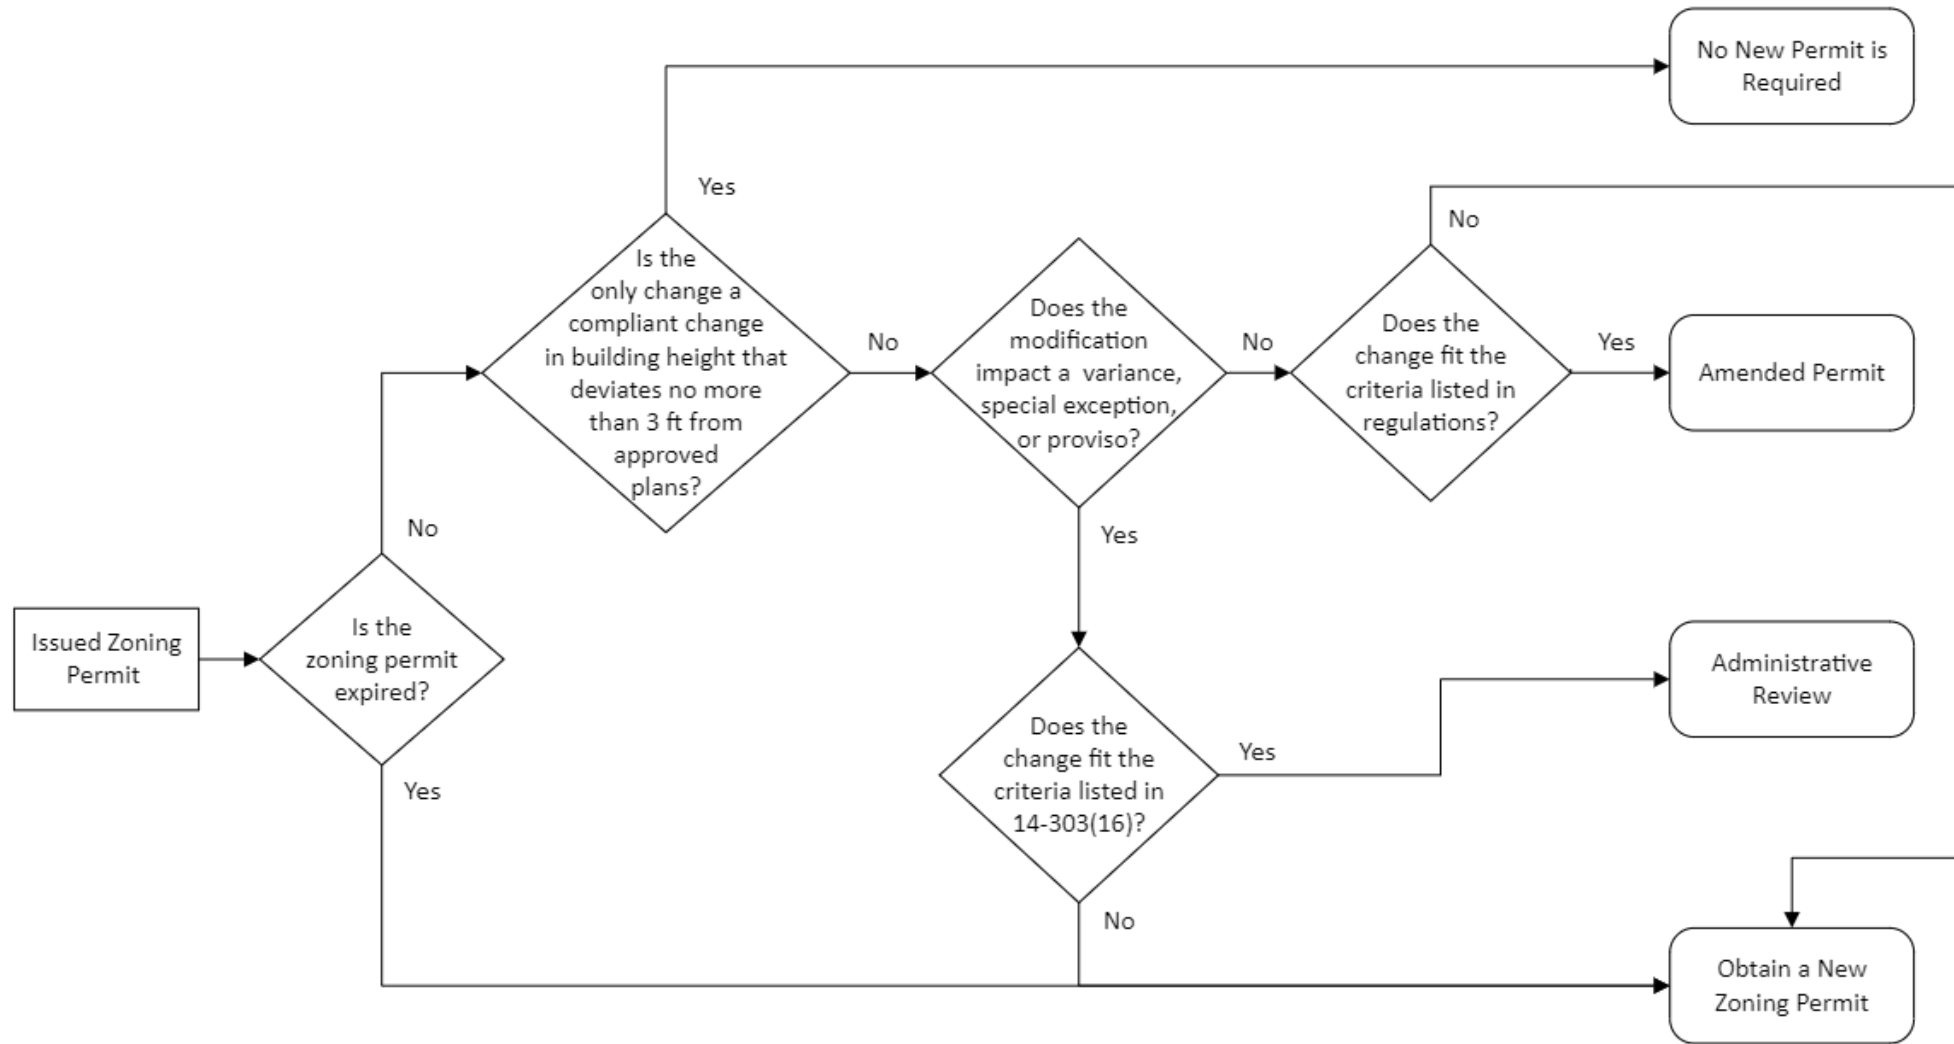 No New Permit is
Required
Yes
No
Is the
only change a
compliant change
in building height that
deviates no more
than 3 ft from
approved
plans?
No
Does the
modification
impact a  variance,
special exception,
or proviso?
No
Does the
change fit the
criteria listed in
regulations?
Yes
Amended Permit
No
Yes
Issued Zoning
Permit
Is the
zoning permit
expired?
Administrative
Review
Does the
change fit the
criteria listed in
14-303(16)?
Yes
Yes
No
Obtain a New
Zoning Permit